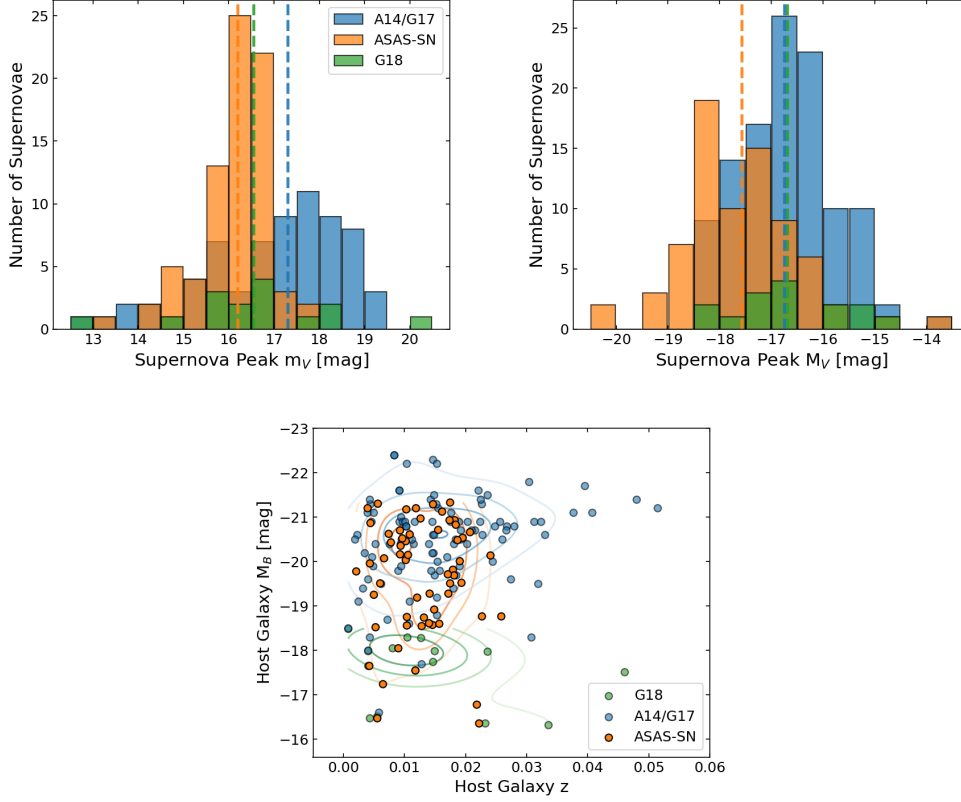 Number of Supernovae
25
20
15
10
5
0
A14/G17
ASAS-SN
G18
13 14 15 16 17 18 19 20
Supernova Peak m_V [mag]
Number of Supernovae
25
20
15
10
5
0
−20 −19 −18 −17 −16 −15 −14
Supernova Peak M_V [mag]
Host Galaxy M_B [mag]
−23
−22
−21
−20
−19
−18
−17
−16
G18
A14/G17
ASAS-SN
0.00 0.01 0.02 0.03 0.04 0.05 0.06
Host Galaxy z